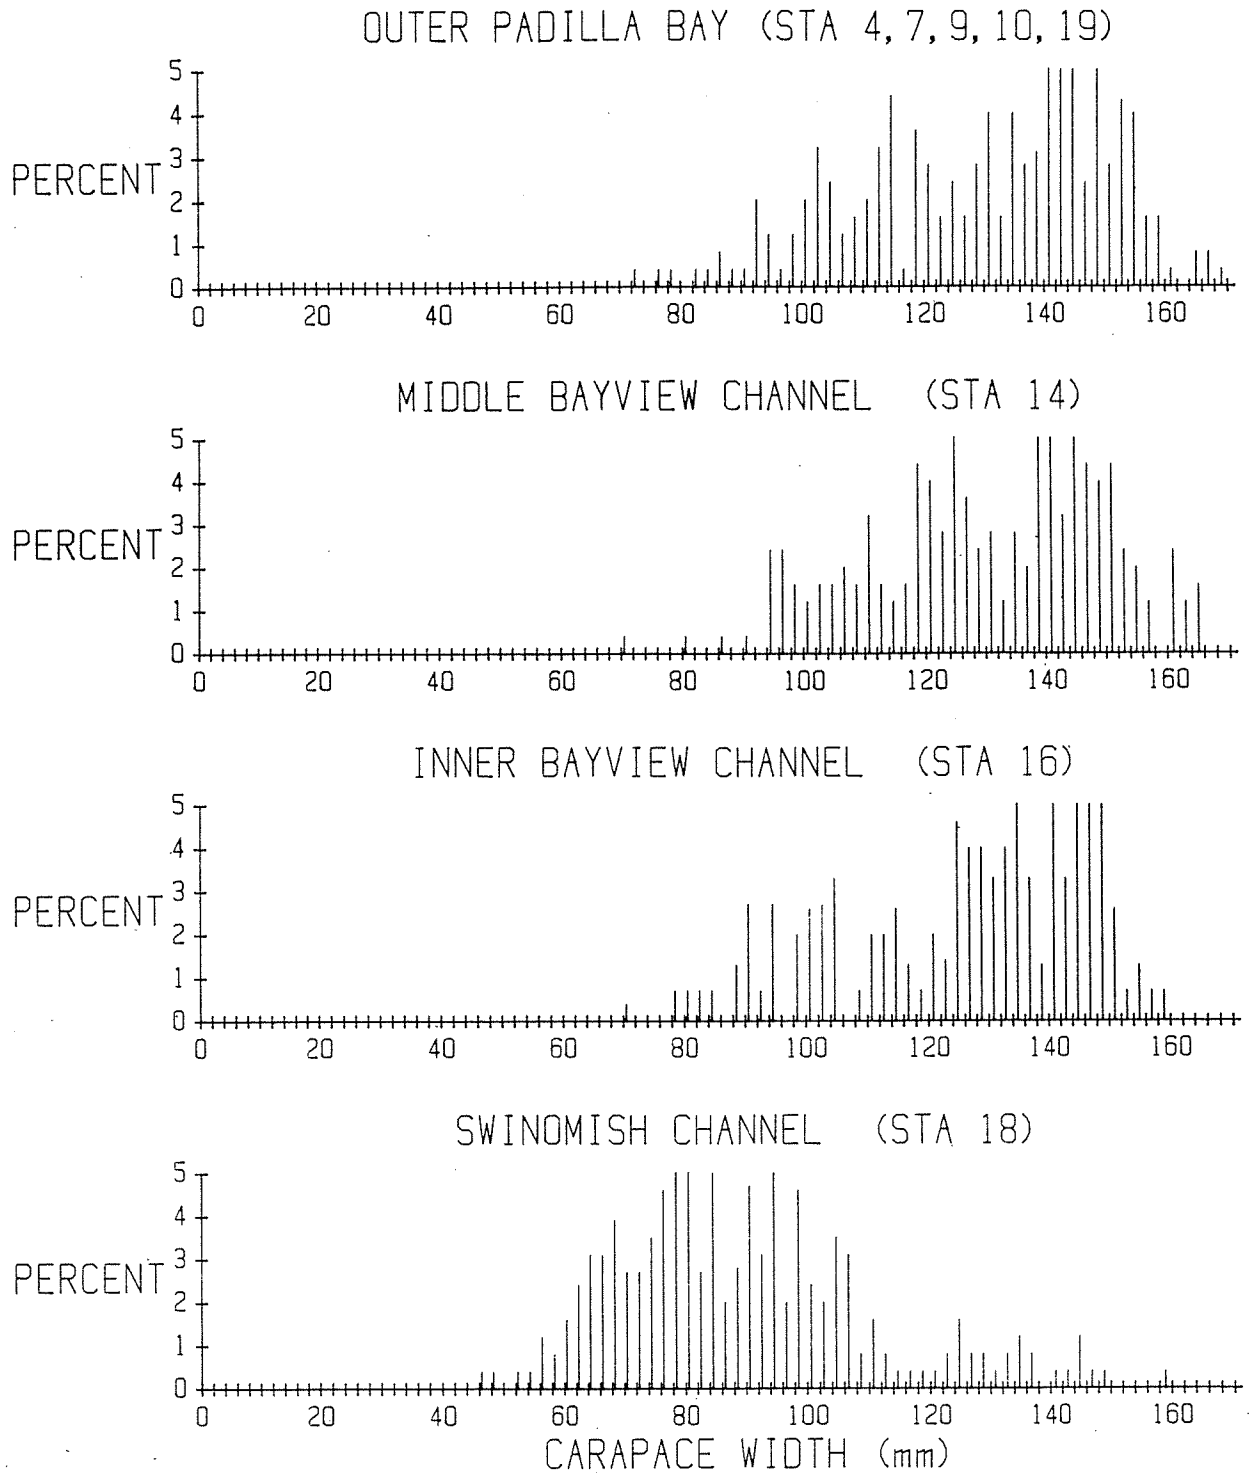 OUTER PADILLA BAY (STA 4, 7, 9, 10, 19)
5
4
3
PERCENT
2
1
0
0 20 40 60 80 100 120 140 160
MIDDLE BAYVIEW CHANNEL (STA 14)
5
4
3
PERCENT
2
1
0
0 20 40 60 80 100 120 140 160
INNER BAYVIEW CHANNEL (STA 16)
5
4
3
PERCENT
2
1
0
0 20 40 60 80 100 120 140 160
SWINOMISH CHANNEL (STA 18)
5
4
3
PERCENT
2
1
0
0 20 40 60 80 100 120 140 160
CARAPACE WIDTH (mm)